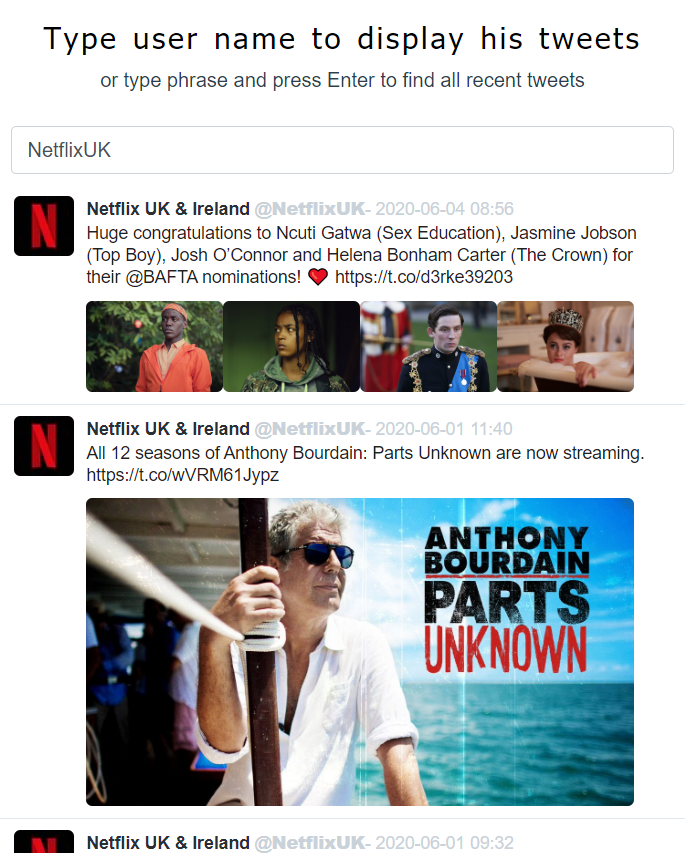 Type user name to display his tweets
or type phrase and press Enter to find all recent tweets
NetflixUK
N
Netflix UK & Ireland @NetflixUK- 2020-06-04 08:56
Huge congratulations to Ncuti Gatwa (Sex Education), Jasmine Jobson
(Top Boy), Josh O’Connor and Helena Bonham Carter (The Crown) for
their @BAFTA nominations! ❤️ https://t.co/d3rke39203
N
Netflix UK & Ireland @NetflixUK- 2020-06-01 11:40
All 12 seasons of Anthony Bourdain: Parts Unknown are now streaming.
https://t.co/wVRM61Jypz
ANTHONY
BOURDAIN
PARTS
UNKNOWN
Netflix UK & Ireland @NetflixUK- 2020-06-01 09:32